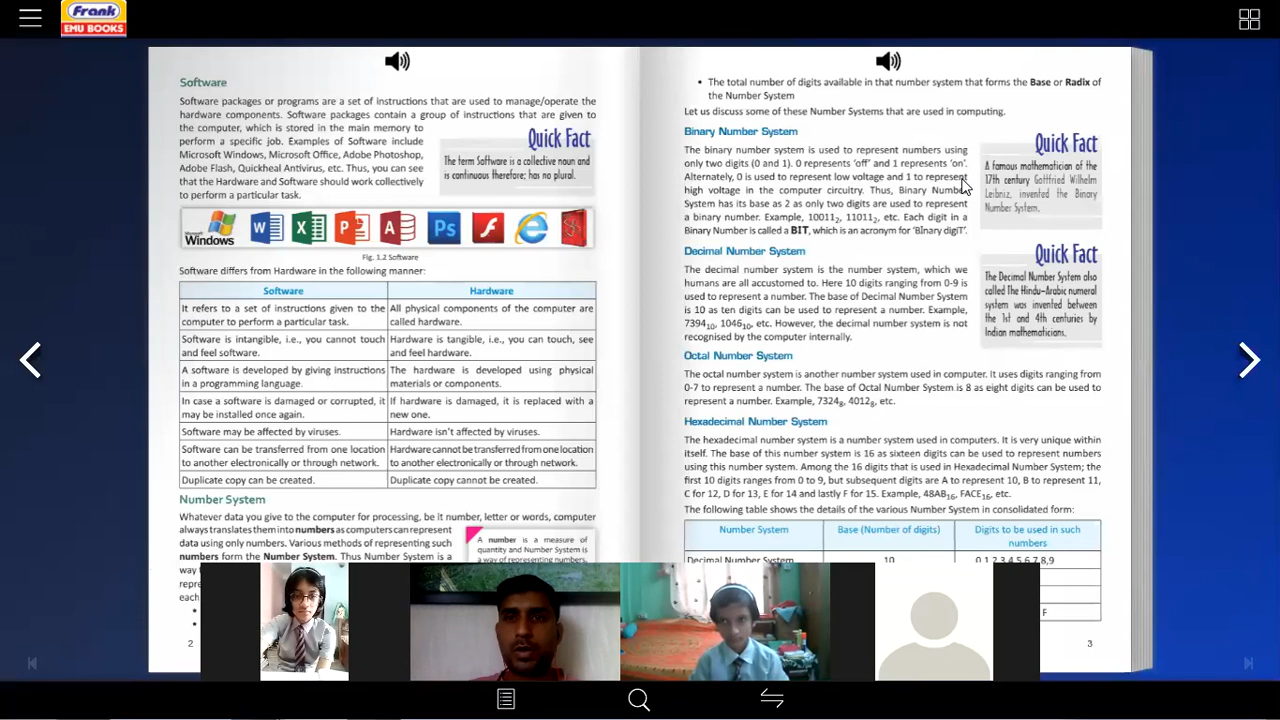 Frank
EMU BOOKS
Software
Software packages or programs are a set of instructions that are used to manage/operate the
hardware components. Software packages contain a group of instructions that are given to
the computer, which is stored in the main memory to
perform a specific job. Examples of Software include
Microsoft Windows, Microsoft Office, Adobe Photoshop,
Adobe Flash, Quickheal Antivirus, etc. Thus, you can see
that the Hardware and Software should work collectively
to perform a particular task.
Quick Fact
The term Software is a collective noun and
is continuous therefore; has no plural.
Microsoft
Windows
Ps
Fig. 1.2 Software
Software differs from Hardware in the following manner:
Software Hardware
It refers to a set of instructions given to the All physical components of the computer are
computer to perform a particular task. called hardware.
Software is intangible, i.e., you cannot touch Hardware is tangible, i.e., you can touch, see
and feel software. and feel hardware.
A software is developed by giving instructions The hardware is developed using physical
in a programming language. materials or components.
In case a software is damaged or corrupted, it If hardware is damaged, it is replaced with a
may be installed once again. new one.
Software may be affected by viruses. Hardware isn't affected by viruses.
Software can be transferred from one location Hardware cannot be transferred from one location
to another electronically or through network. to another electronically or through network.
Duplicate copy can be created. Duplicate copy cannot be created.
Number System
Whatever data you give to the computer for processing, be it number, letter or words, computer
always translates them into numbers as computers can represent
data using only numbers. Various methods of representing such
numbers form the Number System. Thus Number System is a
way
repr
each
A number is a measure of
quantity and Number System is
a way of representing numbers.
2
• The total number of digits available in that number system that forms the Base or Radix of
the Number System
Let us discuss some of these Number Systems that are used in computing.
Binary Number System
The binary number system is used to represent numbers using
only two digits (0 and 1). 0 represents 'off' and 1 represents 'on'.
Alternately, 0 is used to represent low voltage and 1 to represent
high voltage in the computer circuitry. Thus, Binary Number
System has its base as 2 as only two digits are used to represent
a binary number. Example, 10011₂, 11011₂, etc. Each digit in a
Binary Number is called a BIT, which is an acronym for 'BInary digiT'.
Quick Fact
A famous mathematician of the
17th century Gottfried Wilhelm
Leibniz, invented the Binary
Number System.
Decimal Number System
The decimal number system is the number system, which we
humans are all accustomed to. Here 10 digits ranging from 0-9 is
used to represent a number. The base of Decimal Number System
is 10 as ten digits can be used to represent a number. Example,
7394₁₀, 1046₁₀, etc. However, the decimal number system is not
recognised by the computer internally.
Quick Fact
The Decimal Number System also
called The Hindu-Arabic numeral
system was invented between
the 1st and 4th centuries by
Indian mathematicians.
Octal Number System
The octal number system is another number system used in computer. It uses digits ranging from
0-7 to represent a number. The base of Octal Number System is 8 as eight digits can be used to
represent a number. Example, 7324₈, 4012₈, etc.
Hexadecimal Number System
The hexadecimal number system is a number system used in computers. It is very unique within
itself. The base of this number system is 16 as sixteen digits can be used to represent numbers
using this number system. Among the 16 digits that is used in Hexadecimal Number System; the
first 10 digits ranges from 0 to 9, but subsequent digits are A to represent 10, B to represent 11,
C for 12, D for 13, E for 14 and lastly F for 15. Example, 48AB₁₆, FACE₁₆, etc.
The following table shows the details of the various Number System in consolidated form:
Number System Base (Number of digits) Digits to be used in such
numbers
Decimal Number System 10 0,1,2,3,4,5,6,7,8,9
F
3